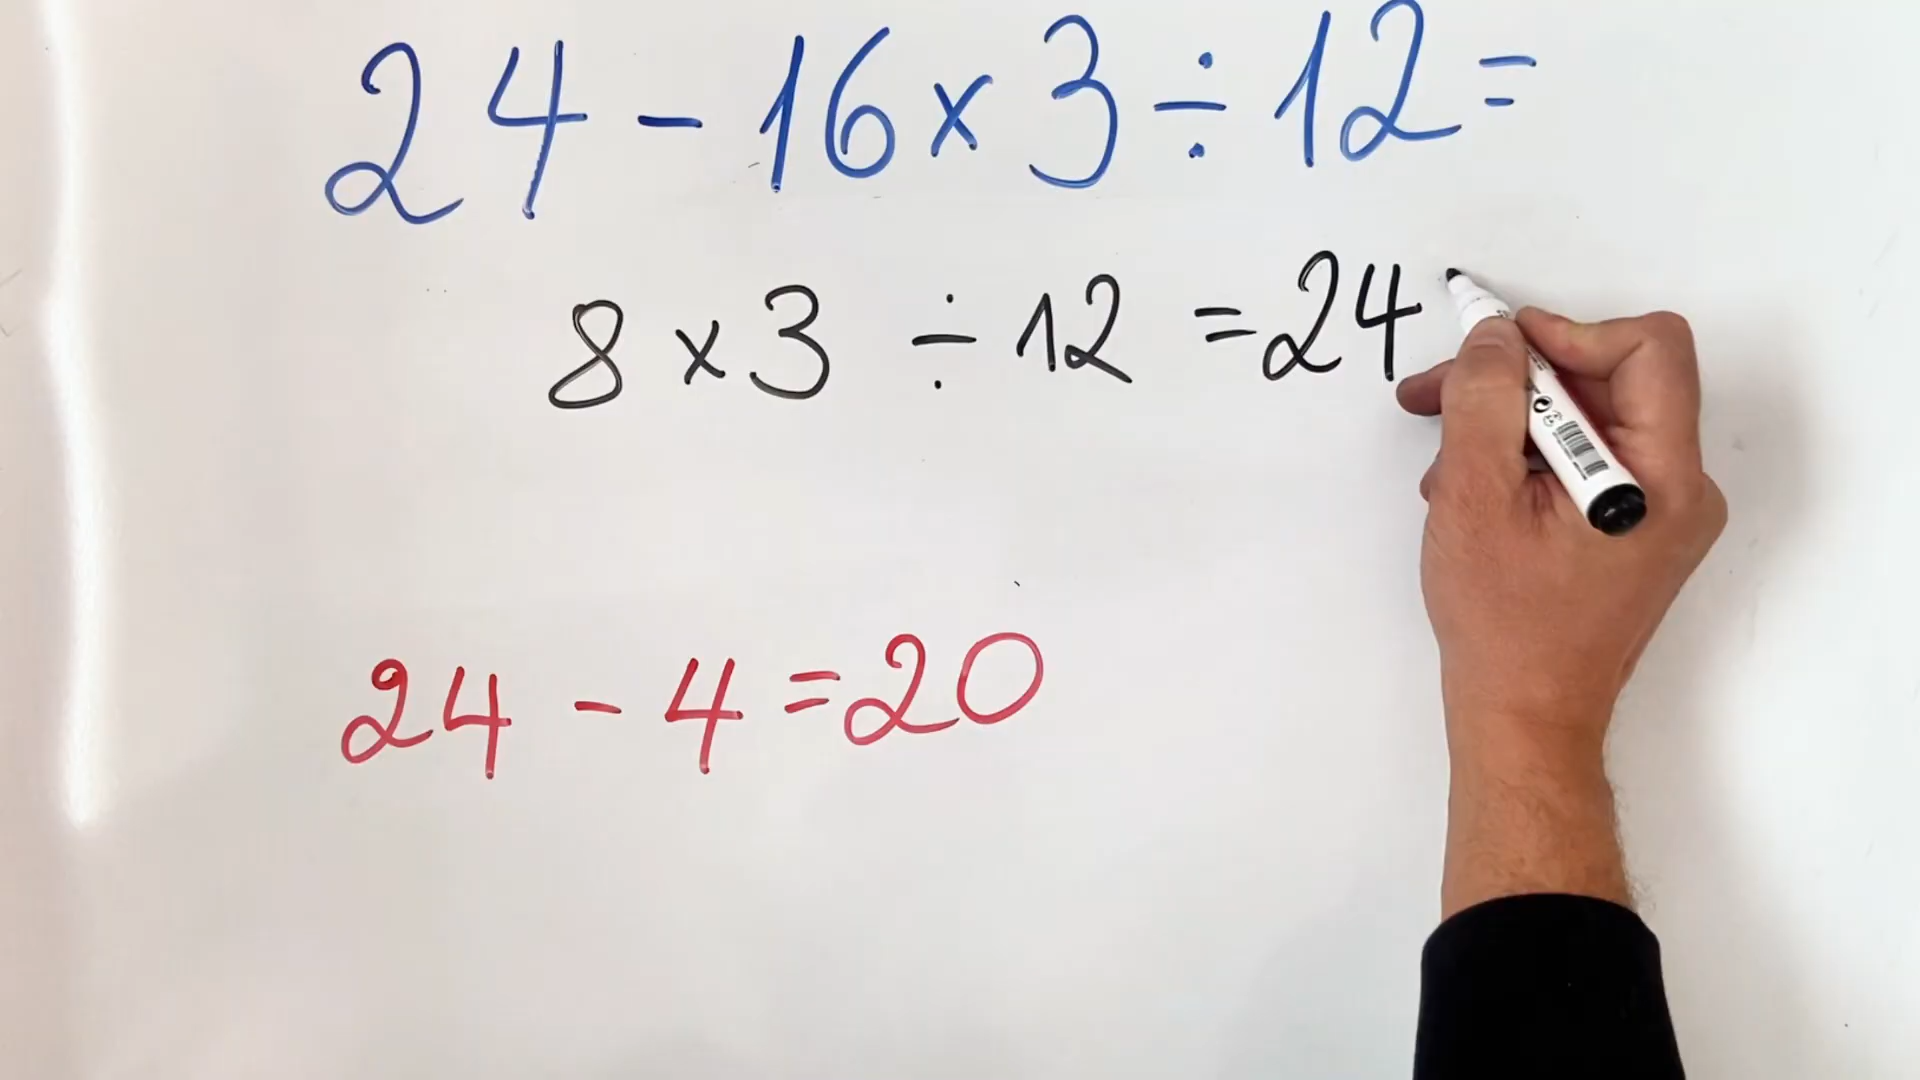 24 - 16 x 3 ÷ 12 =
8 x 3 ÷ 12 = 24
24 - 4 = 20